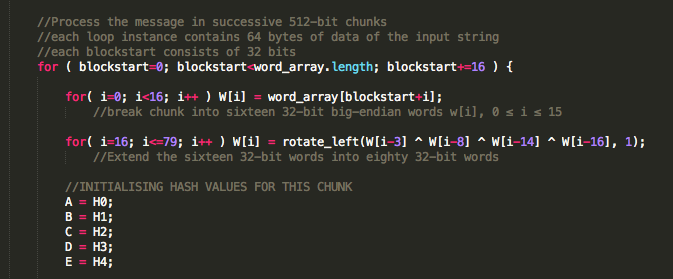 //Process the message in successive 512-bit chunks
//each loop instance contains 64 bytes of data of the input string
//each blockstart consists of 32 bits
for ( blockstart=0; blockstart<word_array.length; blockstart+=16 ) {
for( i=0; i<16; i++ ) W[i] = word_array[blockstart+i];
//break chunk into sixteen 32-bit big-endian words w[i], 0 ≤ i ≤ 15
for( i=16; i<=79; i++ ) W[i] = rotate_left(W[i-3] ^ W[i-8] ^ W[i-14] ^ W[i-16], 1);
//Extend the sixteen 32-bit words into eighty 32-bit words
//INITIALISING HASH VALUES FOR THIS CHUNK
A = H0;
B = H1;
C = H2;
D = H3;
E = H4;